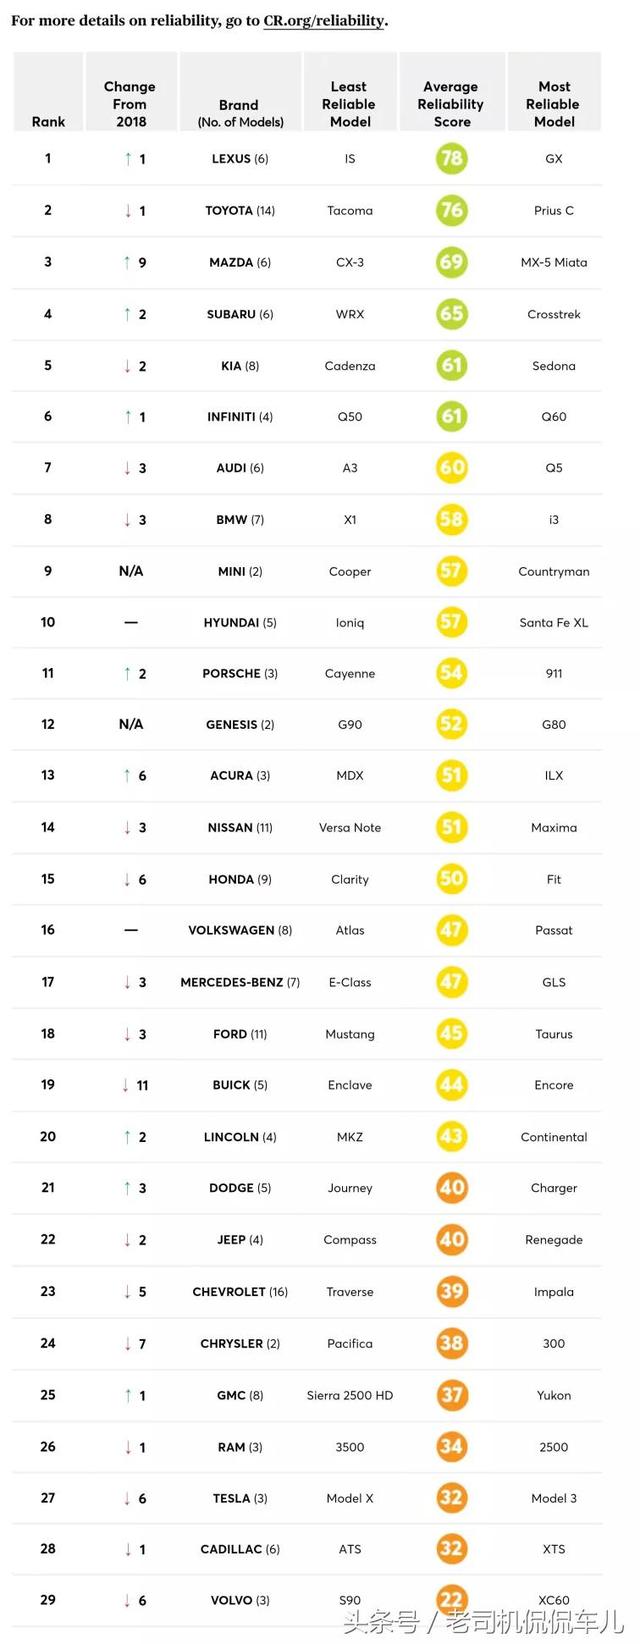 For more details on reliability, go to CR.org/reliability.
Rank Change From 2018 Brand (No. of Models) Least Reliable Model Average Reliability Score Most Reliable Model
1 ↑ 1 LEXUS (6) IS 78 GX
2 ↓ 1 TOYOTA (14) Tacoma 76 Prius C
3 ↑ 9 MAZDA (6) CX-3 69 MX-5 Miata
4 ↑ 2 SUBARU (6) WRX 65 Crosstrek
5 ↓ 2 KIA (8) Cadenza 61 Sedona
6 ↑ 1 INFINITI (4) Q50 61 Q60
7 ↓ 3 AUDI (6) A3 60 Q5
8 ↓ 3 BMW (7) X1 58 i3
9 N/A MINI (2) Cooper 57 Countryman
10 — HYUNDAI (5) Ioniq 57 Santa Fe XL
11 ↑ 2 PORSCHE (3) Cayenne 54 911
12 N/A GENESIS (2) G90 52 G80
13 ↑ 6 ACURA (3) MDX 51 ILX
14 ↓ 3 NISSAN (11) Versa Note 51 Maxima
15 ↓ 6 HONDA (9) Clarity 50 Fit
16 — VOLKSWAGEN (8) Atlas 47 Passat
17 ↓ 3 MERCEDES-BENZ (7) E-Class 47 GLS
18 ↓ 3 FORD (11) Mustang 45 Taurus
19 ↓ 11 BUICK (5) Enclave 44 Encore
20 ↑ 2 LINCOLN (4) MKZ 43 Continental
21 ↑ 3 DODGE (5) Journey 40 Charger
22 ↓ 2 JEEP (4) Compass 40 Renegade
23 ↓ 5 CHEVROLET (16) Traverse 39 Impala
24 ↓ 7 CHRYSLER (2) Pacifica 38 300
25 ↑ 1 GMC (8) Sierra 2500 HD 37 Yukon
26 ↓ 1 RAM (3) 3500 34 2500
27 ↓ 6 TESLA (3) Model X 32 Model 3
28 ↓ 1 CADILLAC (6) ATS 32 XTS
29 ↓ 6 VOLVO (3) S90 22 XC60
头条号 / 老司机侃侃车儿